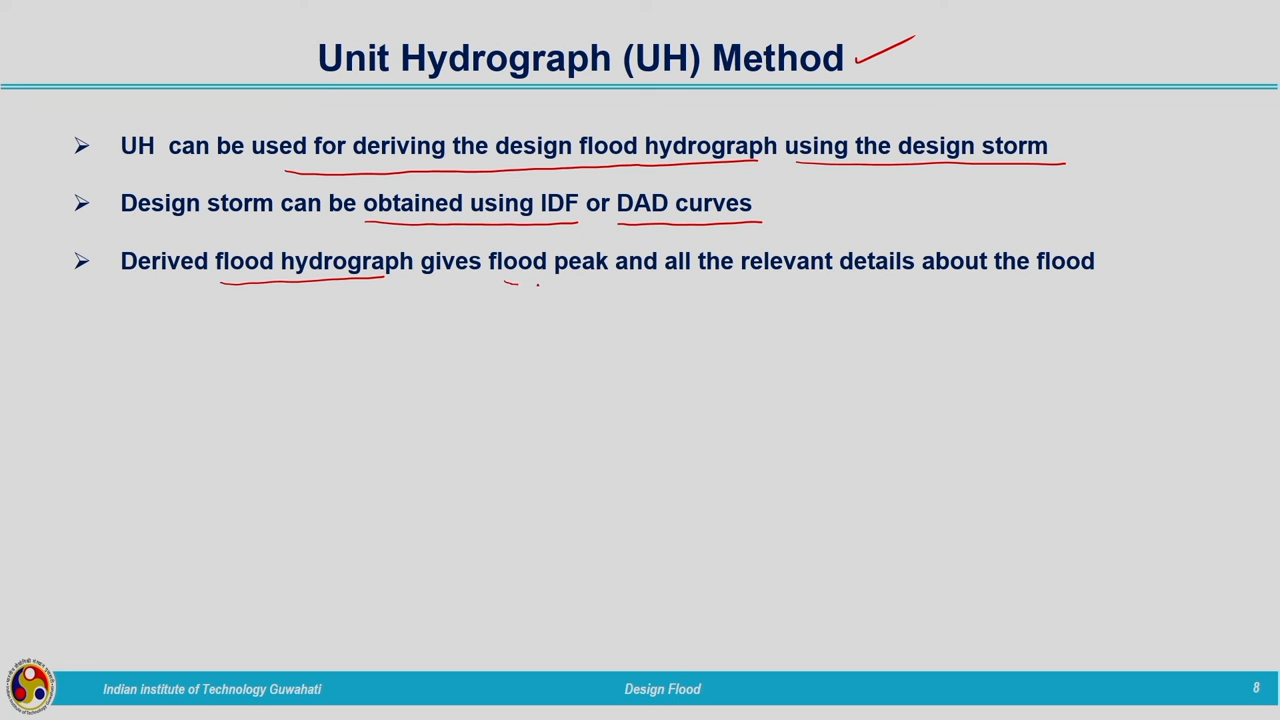 Unit Hydrograph (UH) Method
UH can be used for deriving the design flood hydrograph using the design storm
Design storm can be obtained using IDF or DAD curves
Derived flood hydrograph gives flood peak and all the relevant details about the flood
Indian institute of Technology Guwahati
Design Flood
8